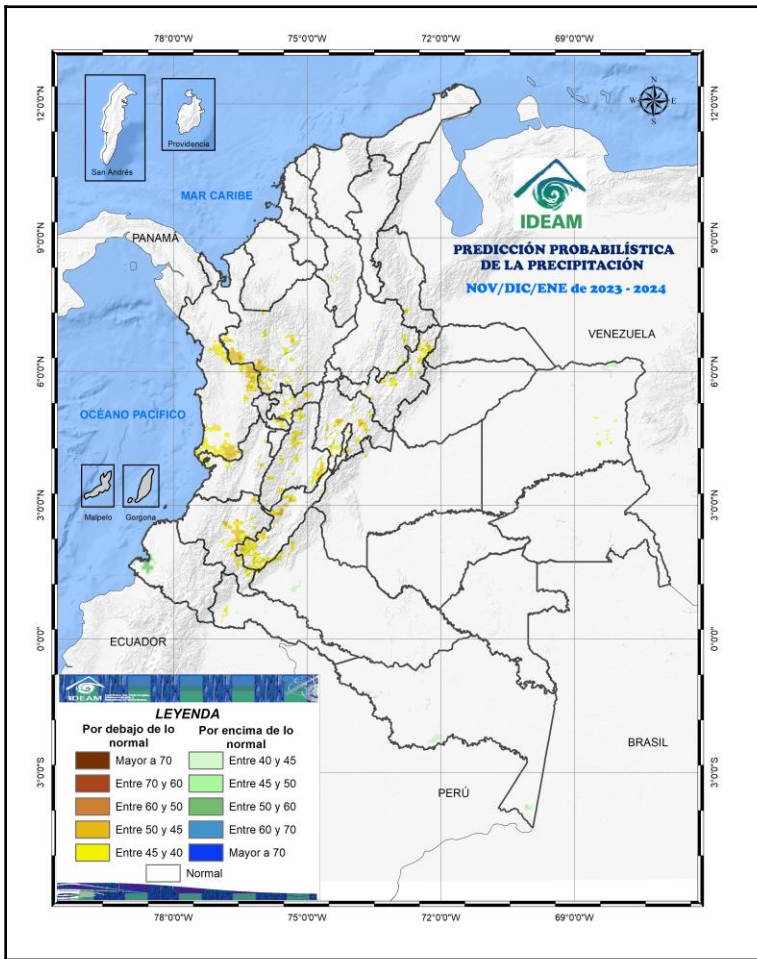 78°0'0"W
75°0'0"W
72°0'0"W
69°0'0"W
12°0'0"N
12°0'0"N
N
W
E
S
San Andrés
Providencia
MAR CARIBE
IDEAM
9°0'0"N
9°0'0"N
PANAMÁ
PREDICCIÓN PROBABILÍSTICA
DE LA PRECIPITACIÓN
NOV/DIC/ENE de 2023 - 2024
VENEZUELA
6°0'0"N
6°0'0"N
OCÉANO PACÍFICO
3°0'0"N
3°0'0"N
Malpelo
Gorgona
0°0'0"
0°0'0"
ECUADOR
IDEAM
LEYENDA
Por debajo de lo
normal
Mayor a 70
Entre 70 y 60
Entre 60 y 50
Entre 50 y 45
Entre 45 y 40
Por encima de lo
normal
Entre 40 y 45
Entre 45 y 50
Entre 50 y 60
Entre 60 y 70
Mayor a 70
Normal
BRASIL
PERÚ
3°0'0"S
3°0'0"S
78°0'0"W
75°0'0"W
72°0'0"W
69°0'0"W